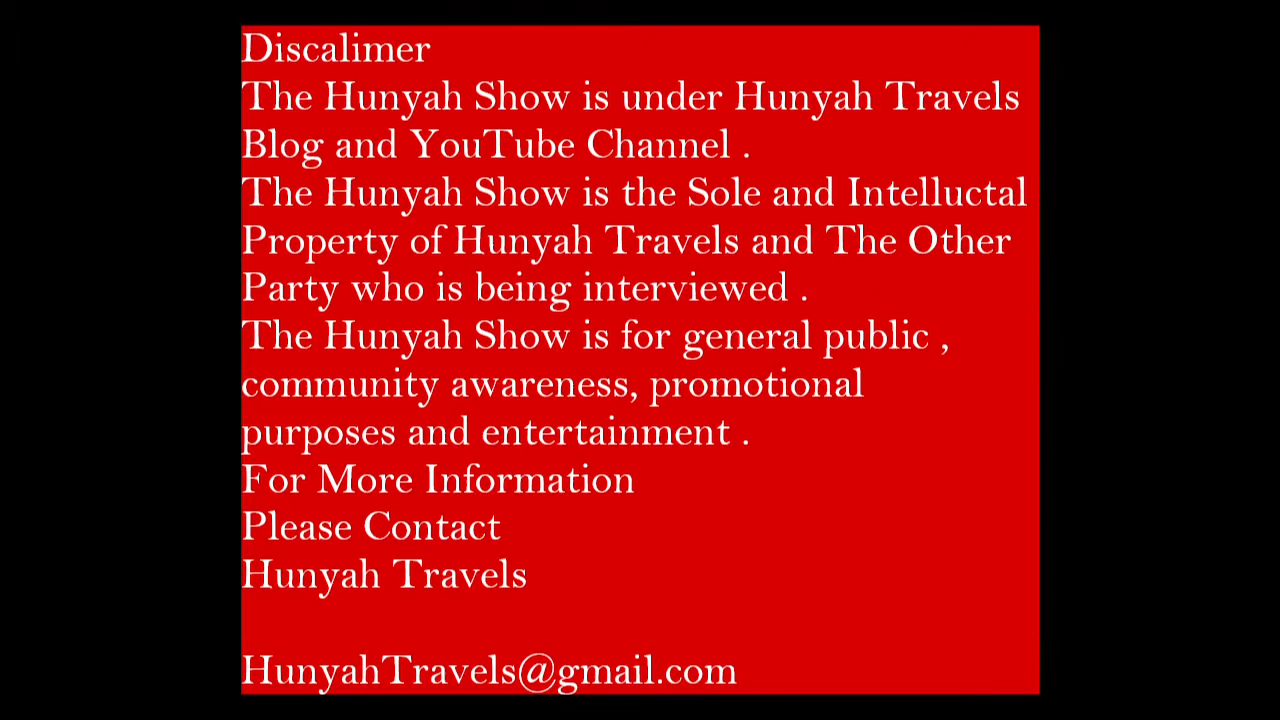 Discalimer
The Hunyah Show is under Hunyah Travels
Blog and YouTube Channel .
The Hunyah Show is the Sole and Intelluctal
Property of Hunyah Travels and The Other
Party who is being interviewed .
The Hunyah Show is for general public ,
community awareness, promotional
purposes and entertainment .
For More Information
Please Contact
Hunyah Travels
HunyahTravels@gmail.com